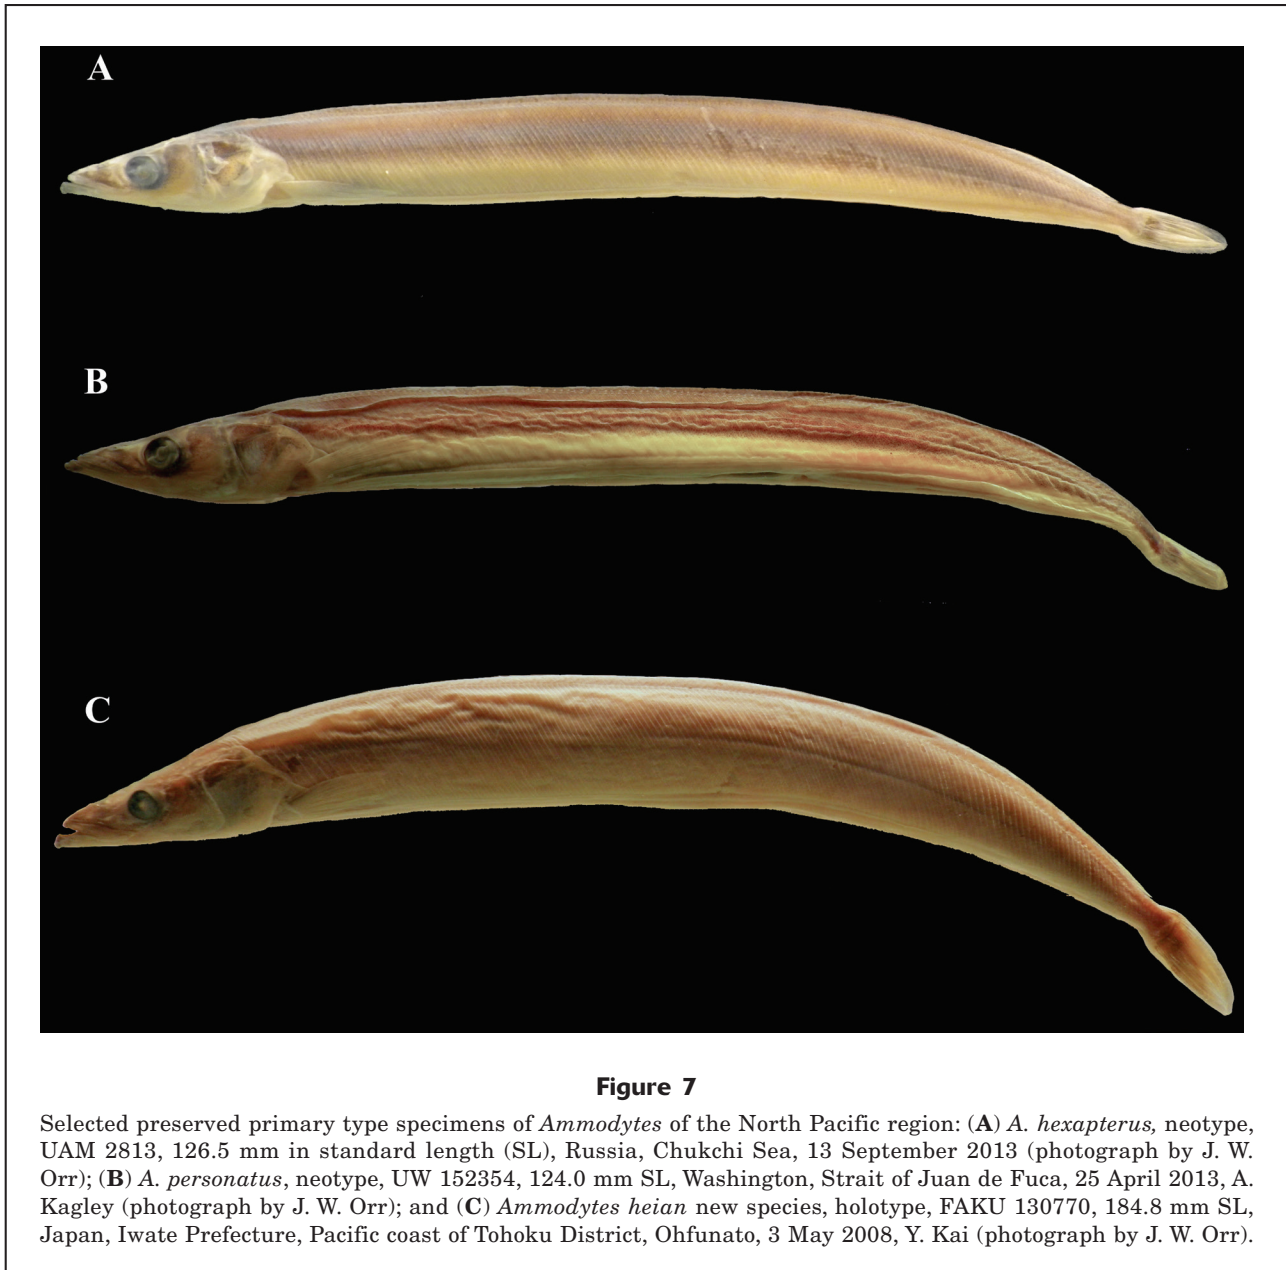 A
B
C
Figure 7
Selected preserved primary type specimens of Ammodytes of the North Pacific region: (A) A. hexapterus, neotype,
UAM 2813, 126.5 mm in standard length (SL), Russia, Chukchi Sea, 13 September 2013 (photograph by J. W.
Orr); (B) A. personatus, neotype, UW 152354, 124.0 mm SL, Washington, Strait of Juan de Fuca, 25 April 2013, A.
Kagley (photograph by J. W. Orr); and (C) Ammodytes heian new species, holotype, FAKU 130770, 184.8 mm SL,
Japan, Iwate Prefecture, Pacific coast of Tohoku District, Ohfunato, 3 May 2008, Y. Kai (photograph by J. W. Orr).